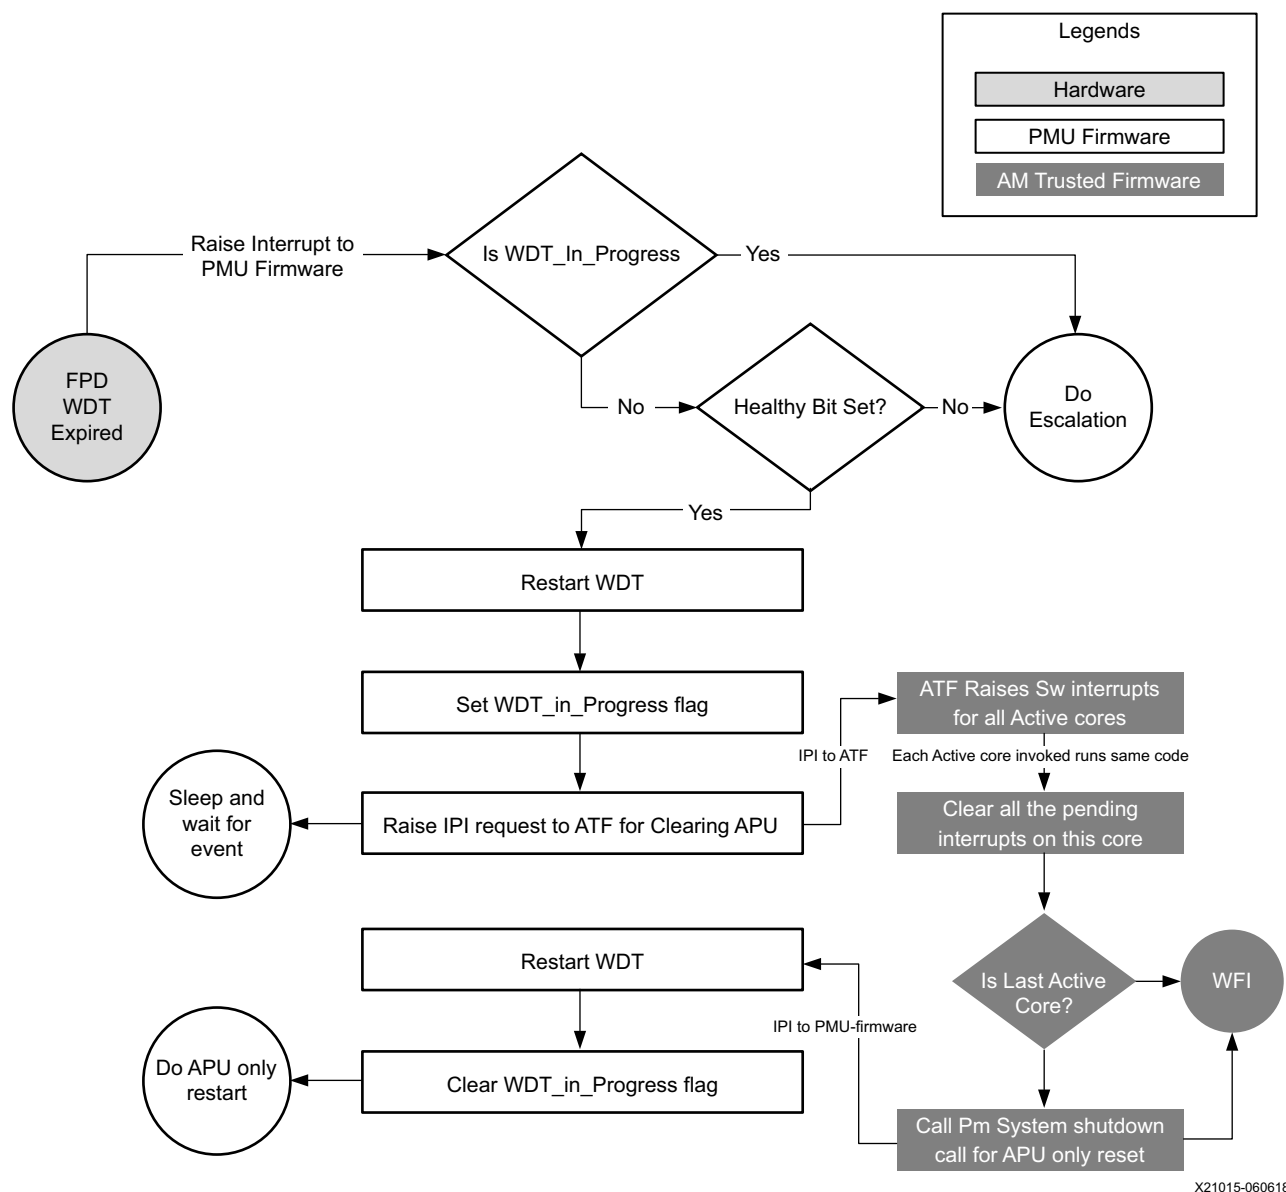 Legends
Hardware
PMU Firmware
AM Trusted Firmware
Raise Interrupt to
PMU Firmware
Is WDT_In_Progress
Yes
FPD
WDT
Expired
No
Healthy Bit Set?
No
Do
Escalation
Yes
Restart WDT
Set WDT_in_Progress flag
ATF Raises Sw interrupts
for all Active cores
IPI to ATF
Each Active core invoked runs same code
Sleep and
wait for
event
Raise IPI request to ATF for Clearing APU
Clear all the pending
interrupts on this core
Restart WDT
Is Last Active
Core?
WFI
IPI to PMU-firmware
Do APU only
restart
Clear WDT_in_Progress flag
Call Pm System shutdown
call for APU only reset
X21015-060618